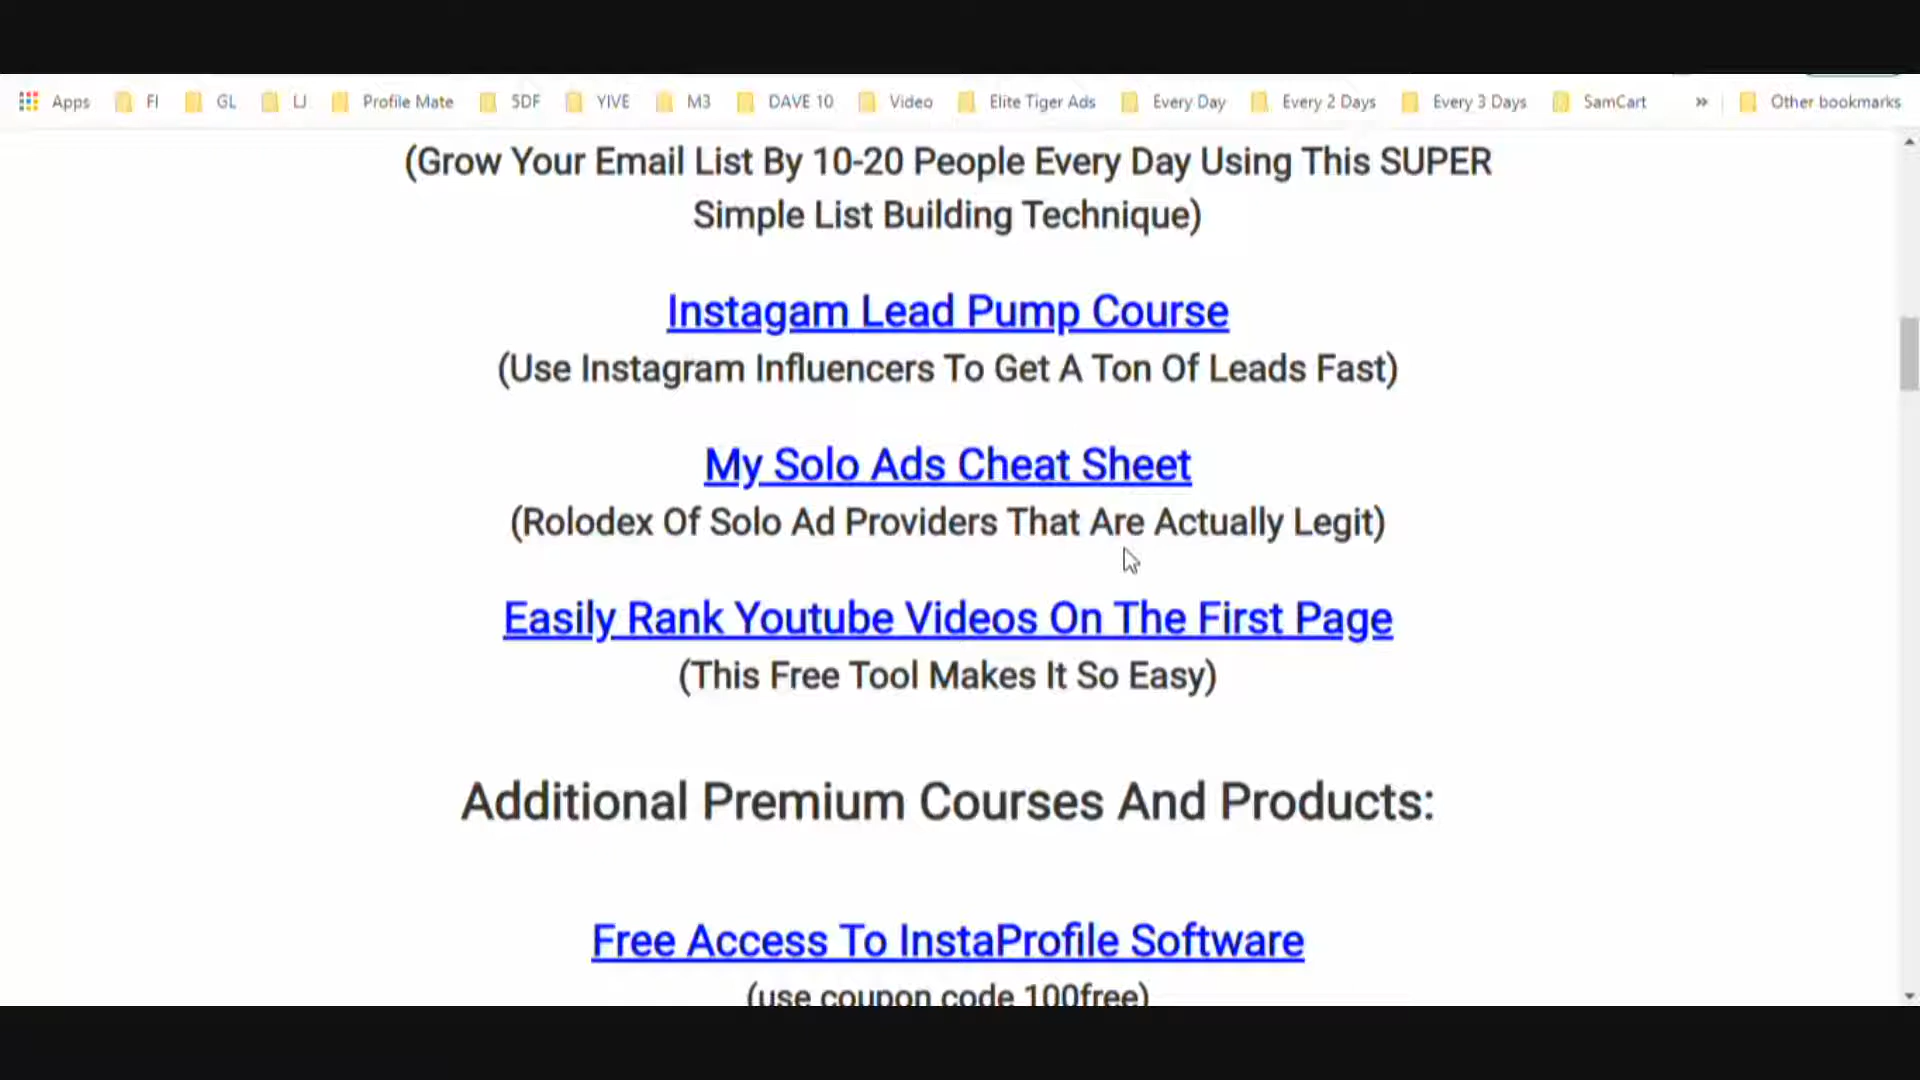 Apps FI GL LJ Profile Mate 5DF YIVE M3 DAVE 10 Video Elite Tiger Ads Every Day Every 2 Days Every 3 Days SamCart » Other bookmarks
(Grow Your Email List By 10-20 People Every Day Using This SUPER
Simple List Building Technique)
Instagam Lead Pump Course
(Use Instagram Influencers To Get A Ton Of Leads Fast)
My Solo Ads Cheat Sheet
(Rolodex Of Solo Ad Providers That Are Actually Legit)
Easily Rank Youtube Videos On The First Page
(This Free Tool Makes It So Easy)
Additional Premium Courses And Products:
Free Access To InstaProfile Software
(use coupon code 100free)